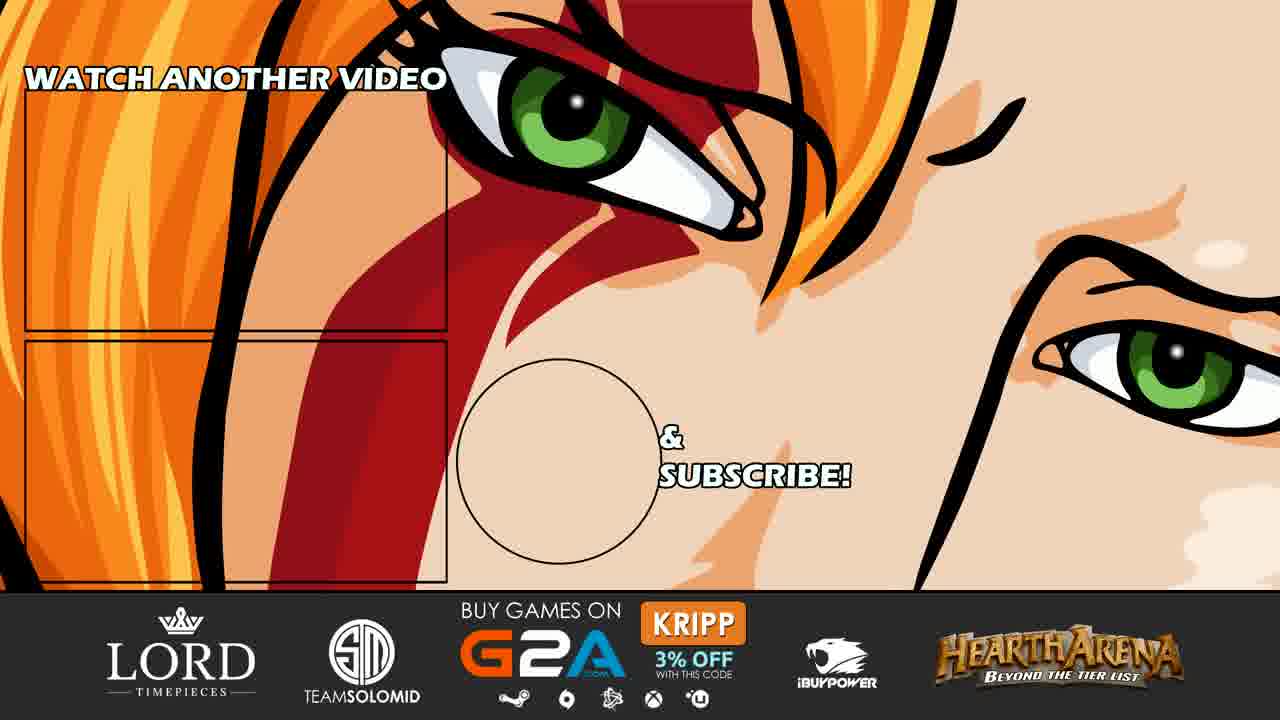 WATCH ANOTHER VIDEO
&
SUBSCRIBE!
LORD
TIMEPIECES
TEAMSOLOMID
BUY GAMES ON
G2A
.COM
KRIPP
3% OFF
WITH THIS CODE
iBUYPOWER
HEARTHARENA
BEYOND THE TIER LIST